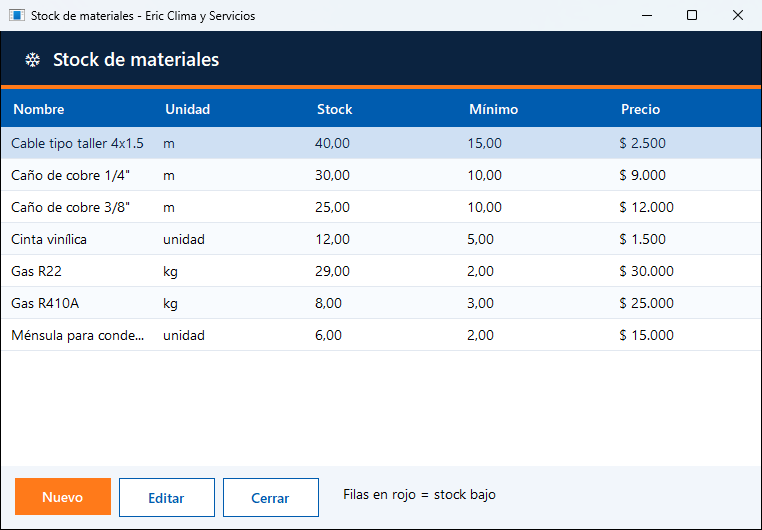 Stock de materiales - Eric Clima y Servicios
Stock de materiales
Nombre Unidad Stock Mínimo Precio
Cable tipo taller 4x1.5 m 40,00 15,00 $ 2.500
Caño de cobre 1/4" m 30,00 10,00 $ 9.000
Caño de cobre 3/8" m 25,00 10,00 $ 12.000
Cinta vinílica unidad 12,00 5,00 $ 1.500
Gas R22 kg 29,00 2,00 $ 30.000
Gas R410A kg 8,00 3,00 $ 25.000
Ménsula para conde... unidad 6,00 2,00 $ 15.000
Nuevo Editar Cerrar Filas en rojo = stock bajo